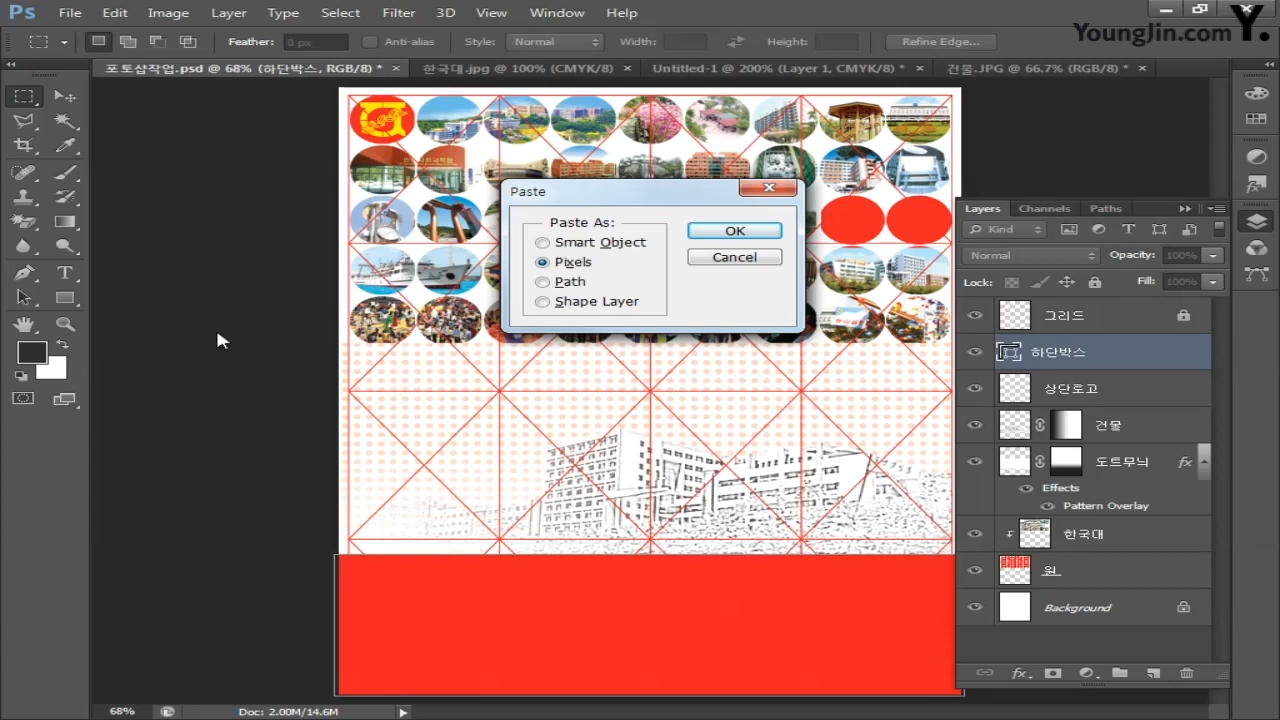 Ps File Edit Image Layer Type Select Filter 3D View Window Help
YoungJin.com Y.
Feather: 0 px Anti-alias Style: Normal Width: Height: Refine Edge...
포토샵작업.psd @ 68% (하단박스, RGB/8) * × 한국대.jpg @ 100% (CMYK/8) × Untitled-1 @ 200% (Layer 1, CMYK/8) * × 건물.JPG @ 66.7% (RGB/8) * ×
Paste
Paste As:
Smart Object
Pixels
Path
Shape Layer
OK
Cancel
Layers Channels Paths
Kind
Normal Opacity: 100%
Lock: Fill: 100%
그리드
하단박스
상단로고
건물
도트무늬 fx
Effects
Pattern Overlay
한국대
원
Background
fx
68% Doc: 2.00M/14.6M